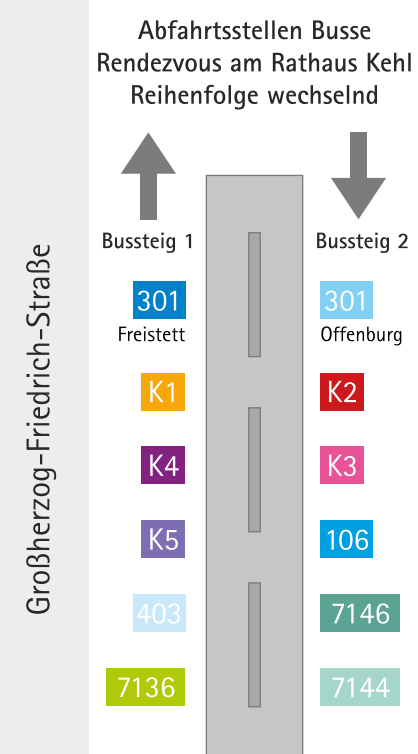 Abfahrtsstellen Busse
Rendezvous am Rathaus Kehl
Reihenfolge wechselnd
Großherzog-Friedrich-Straße
Bussteig 1
301
Freistett
K1
K4
K5
403
7136
Bussteig 2
301
Offenburg
K2
K3
106
7146
7144